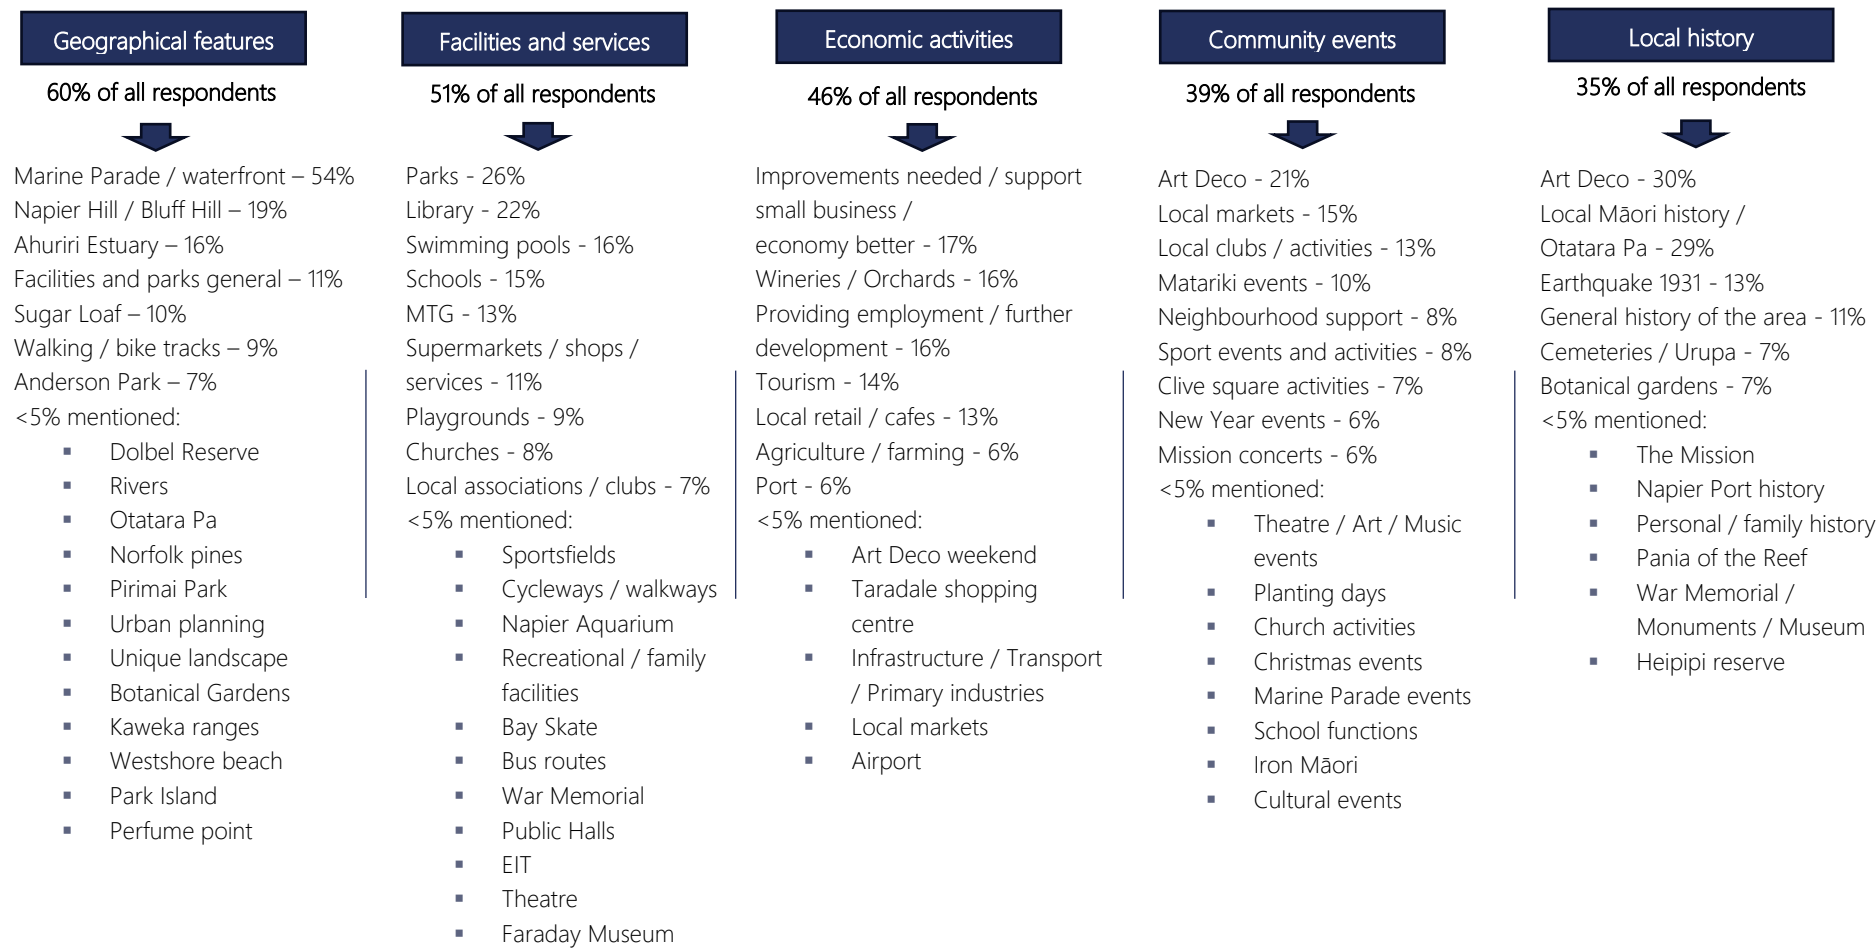 Geographical features
60% of all respondents
Marine Parade / waterfront – 54%
Napier Hill / Bluff Hill – 19%
Ahuriri Estuary – 16%
Facilities and parks general – 11%
Sugar Loaf – 10%
Walking / bike tracks – 9%
Anderson Park – 7%
<5% mentioned:
▪ Dolbel Reserve
▪ Rivers
▪ Otatara Pa
▪ Norfolk pines
▪ Pirimai Park
▪ Urban planning
▪ Unique landscape
▪ Botanical Gardens
▪ Kaweka ranges
▪ Westshore beach
▪ Park Island
▪ Perfume point
Facilities and services
51% of all respondents
Parks - 26%
Library - 22%
Swimming pools - 16%
Schools - 15%
MTG - 13%
Supermarkets / shops /
services - 11%
Playgrounds - 9%
Churches - 8%
Local associations / clubs - 7%
<5% mentioned:
▪ Sportsfields
▪ Cycleways / walkways
▪ Napier Aquarium
▪ Recreational / family
facilities
▪ Bay Skate
▪ Bus routes
▪ War Memorial
▪ Public Halls
▪ EIT
▪ Theatre
▪ Faraday Museum
Economic activities
46% of all respondents
Improvements needed / support
small business /
economy better - 17%
Wineries / Orchards - 16%
Providing employment / further
development - 16%
Tourism - 14%
Local retail / cafes - 13%
Agriculture / farming - 6%
Port - 6%
<5% mentioned:
▪ Art Deco weekend
▪ Taradale shopping
centre
▪ Infrastructure / Transport
/ Primary industries
▪ Local markets
▪ Airport
Community events
39% of all respondents
Art Deco - 21%
Local markets - 15%
Local clubs / activities - 13%
Matariki events - 10%
Neighbourhood support - 8%
Sport events and activities - 8%
Clive square activities - 7%
New Year events - 6%
Mission concerts - 6%
<5% mentioned:
▪ Theatre / Art / Music
events
▪ Planting days
▪ Church activities
▪ Christmas events
▪ Marine Parade events
▪ School functions
▪ Iron Māori
▪ Cultural events
Local history
35% of all respondents
Art Deco - 30%
Local Māori history /
Otatara Pa - 29%
Earthquake 1931 - 13%
General history of the area - 11%
Cemeteries / Urupa - 7%
Botanical gardens - 7%
<5% mentioned:
▪ The Mission
▪ Napier Port history
▪ Personal / family history
▪ Pania of the Reef
▪ War Memorial /
Monuments / Museum
▪ Heipipi reserve